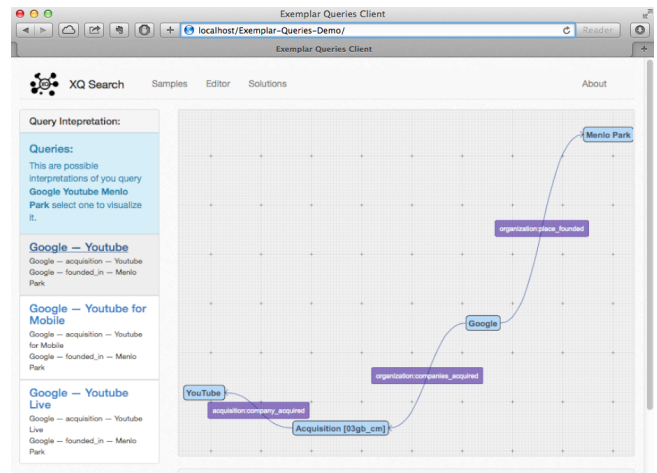 Exemplar Queries Client
localhost/Exemplar-Queries-Demo/
Reader
Exemplar Queries Client
XQ Search
Samples
Editor
Solutions
About
Query Intepretation:
Queries:
This are possible
interpretations of you query
Google Youtube Menlo
Park select one to visualize
it.
Google — Youtube
Google — acquisition — Youtube
Google — founded_in — Menlo
Park
Google — Youtube for
Mobile
Google — acquisition — Youtube
for Mobile
Google — founded_in — Menlo
Park
Google — Youtube
Live
Google — acquisition — Youtube
Live
Google — founded_in — Menlo
Park
Menlo Park
organization:place_founded
Google
organization:companies_acquired
YouTube
acquisition:company_acquired
Acquisition [03gb_cm]